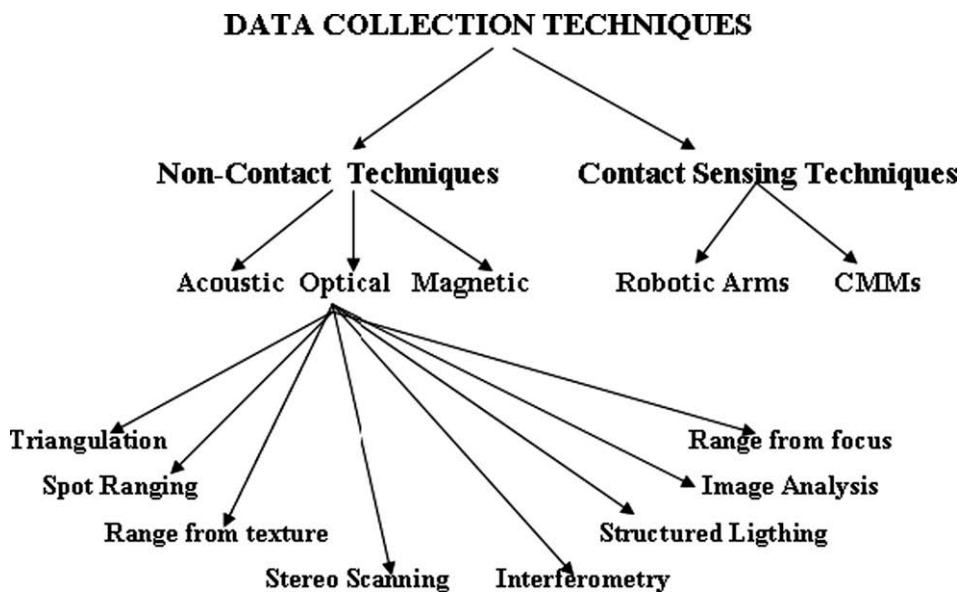 DATA COLLECTION TECHNIQUES
Non-Contact Techniques
Contact Sensing Techniques
Acoustic
Optical
Magnetic
Robotic Arms
CMMs
Triangulation
Range from focus
Spot Ranging
Image Analysis
Range from texture
Structured Ligthing
Stereo Scanning
Interferometry